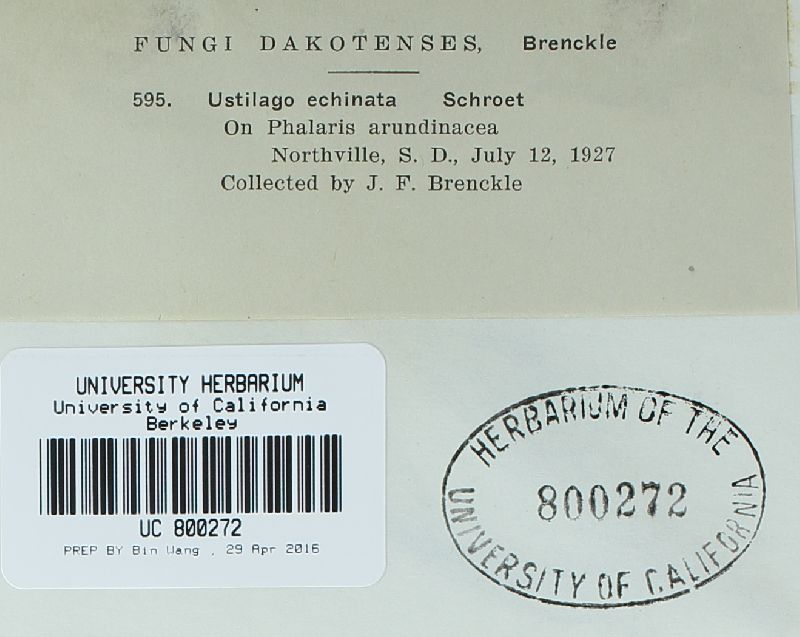 FUNGI DAKOTENSES, Brenckle
595. Ustilago echinata Schroet
On Phalaris arundinacea
Northville, S. D., July 12, 1927
Collected by J. F. Brenckle
UNIVERSITY HERBARIUM
University of California
Berkeley
UC 800272
PREP BY Bin Wang , 29 Apr 2016
HERBARIUM OF THE
800272
UNIVERSITY OF CALIFORNIA